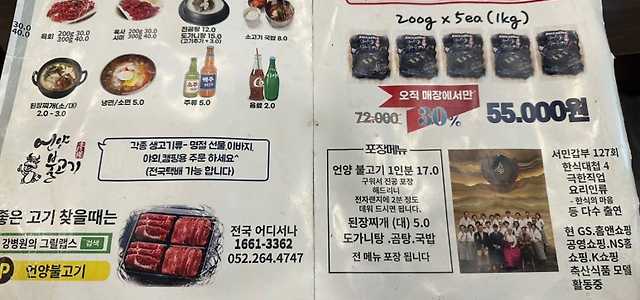 30.0
40.0
육회 200g 30.0
300g 40.0
육사시미 200g 30.0
300g 40.0
전골탕 12.0
도가니탕 15.0
(고기추가 + 3.0)
소고기 국밥 8.0
된장찌개(소/대)
2.0 - 3.0
냉면/소면 5.0
주류 5.0
음료 2.0
언양
불고기
각종 생고기류- 명절 선물,이바지,
야외,캠핑용 주문 하세요^
(전국택배 가능 합니다)
좋은 고기 찾을때는
강병원의 그릴램스 검색
P 언양불고기
전국 어디서나
1661-3362
052.264.4747
200g x 5ea (1kg)
오직 매장에서만
72.000 30% 55.000원
포장메뉴
언양 불고기 1인분 17.0
구워서 진공 포장
해드리니
전자랜지에 2분 정도
데워 드시면 됩니다.
된장찌개 (대) 5.0
도가니탕 .곰탕.국밥
전 메뉴 포장 됩니다
서민갑부 127회
한식대첩 4
극한직업
요리인류
- 한식의 마음
등 다수 출연
현 GS.홈앤쇼핑
공영쇼핑.NS홈
쇼핑.K쇼핑
축산식품 모델
활동중